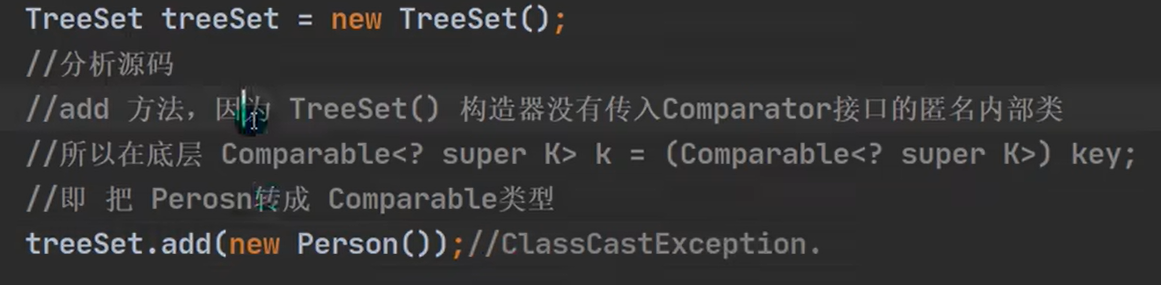 TreeSet treeSet = new TreeSet();
//分析源码
//add 方法，因为 TreeSet() 构造器没有传入Comparator接口的匿名内部类
//所以在底层 Comparable<? super K> k = (Comparable<? super K>) key;
//即 把 Perosn转成 Comparable类型
treeSet.add(new Person());//ClassCastException.